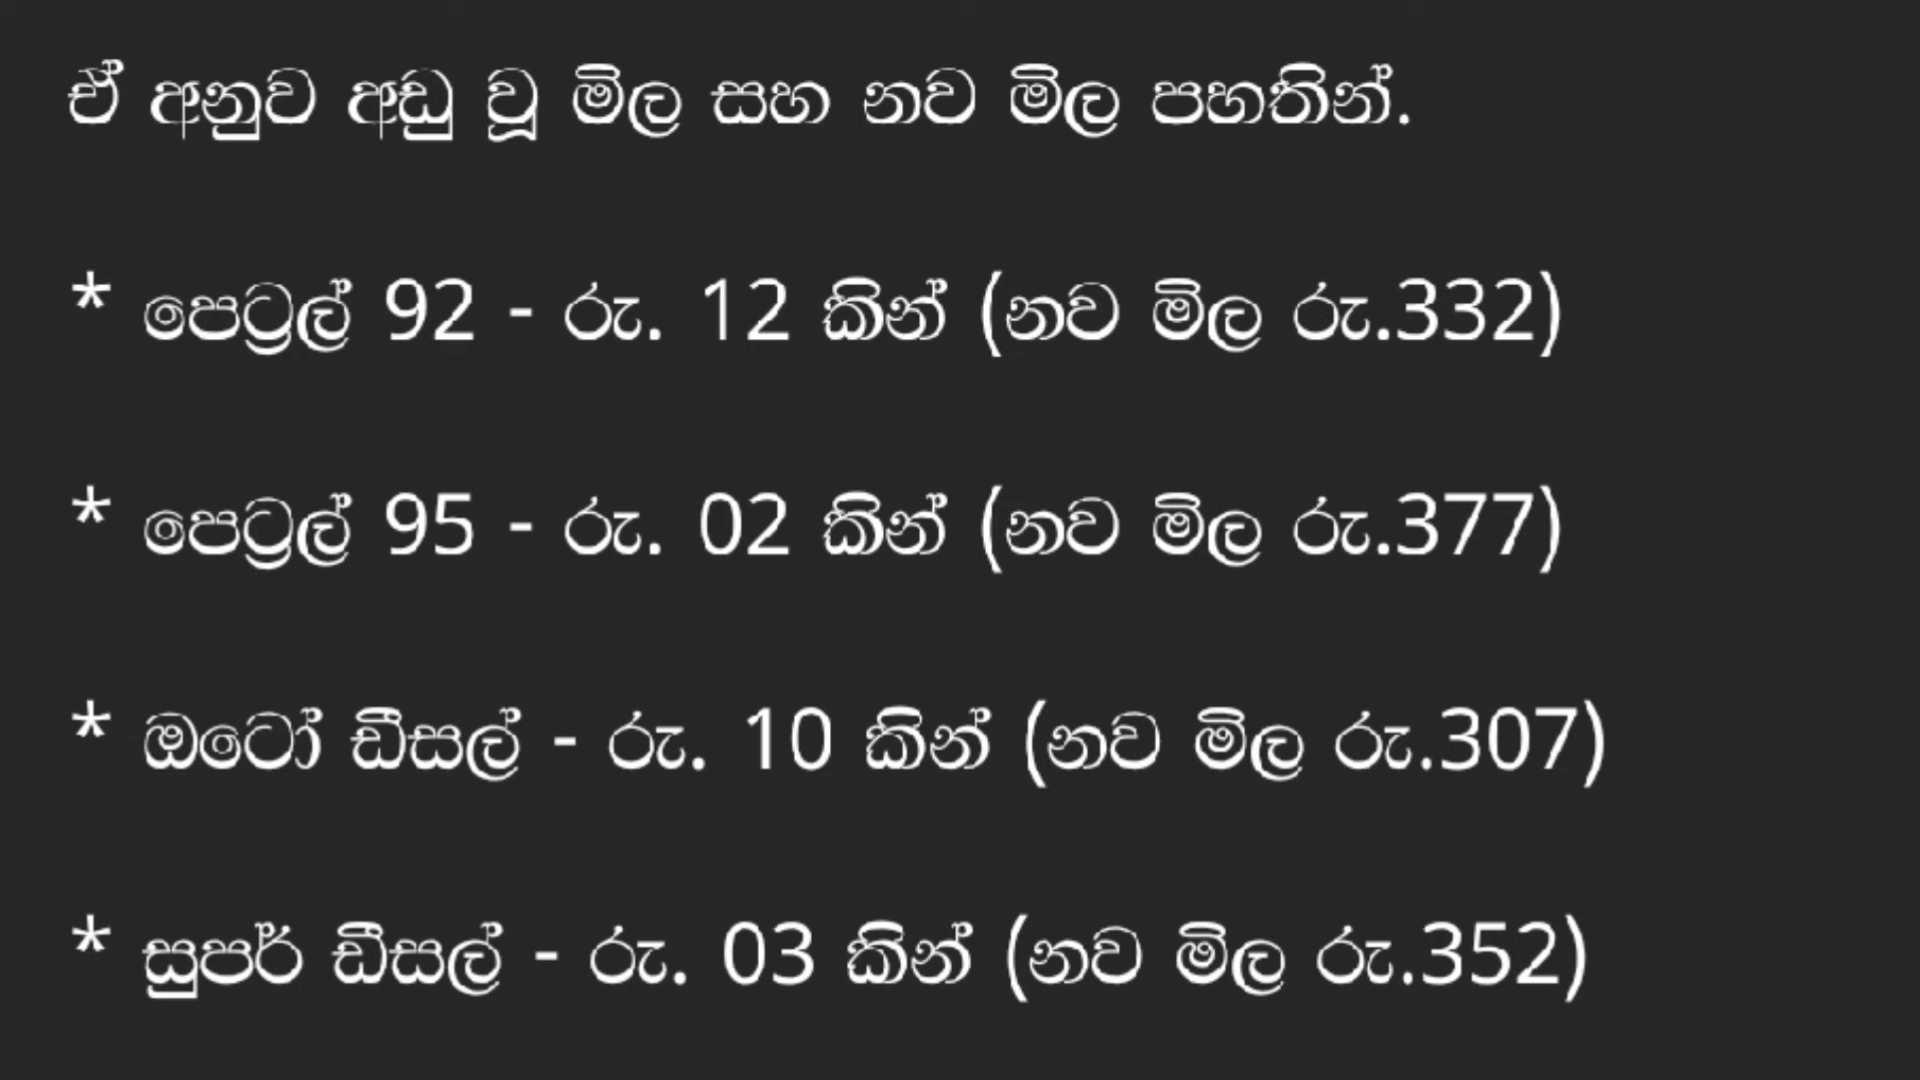 ඒ අනුව අඩු වූ මිල සහ නව මිල පහතින්.
* පෙට්‍රල් 92 - රු. 12 කින් (නව මිල රු.332)
* පෙට්‍රල් 95 - රු. 02 කින් (නව මිල රු.377)
* ඔටෝ ඩීසල් - රු. 10 කින් (නව මිල රු.307)
* සුපර් ඩීසල් - රු. 03 කින් (නව මිල රු.352)